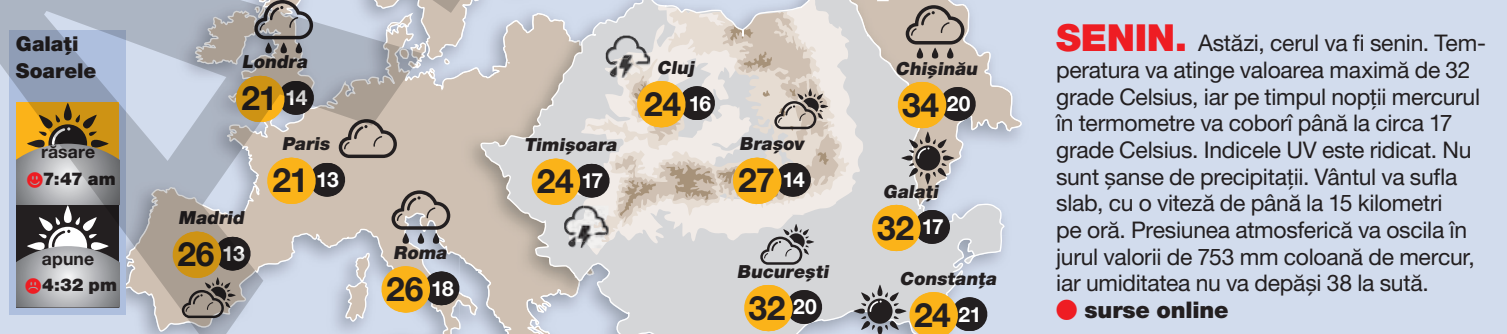 Galați
Soarele
răsare
7:47 am
apune
4:32 pm
Londra
21 14
Paris
21 13
Madrid
26 13
Roma
26 18
Cluj
24 16
Timișoara
24 17
Brașov
27 14
Chișinău
34 20
Galați
32 17
București
32 20
Constanța
24 21
SENIN. Astăzi, cerul va fi senin. Tem-
peratura va atinge valoarea maximă de 32
grade Celsius, iar pe timpul nopții mercurul
în termometre va coborî până la circa 17
grade Celsius. Indicele UV este ridicat. Nu
sunt șanse de precipitații. Vântul va sufla
slab, cu o viteză de până la 15 kilometri
pe oră. Presiunea atmosferică va oscila în
jurul valorii de 753 mm coloană de mercur,
iar umiditatea nu va depăși 38 la sută.
surse online